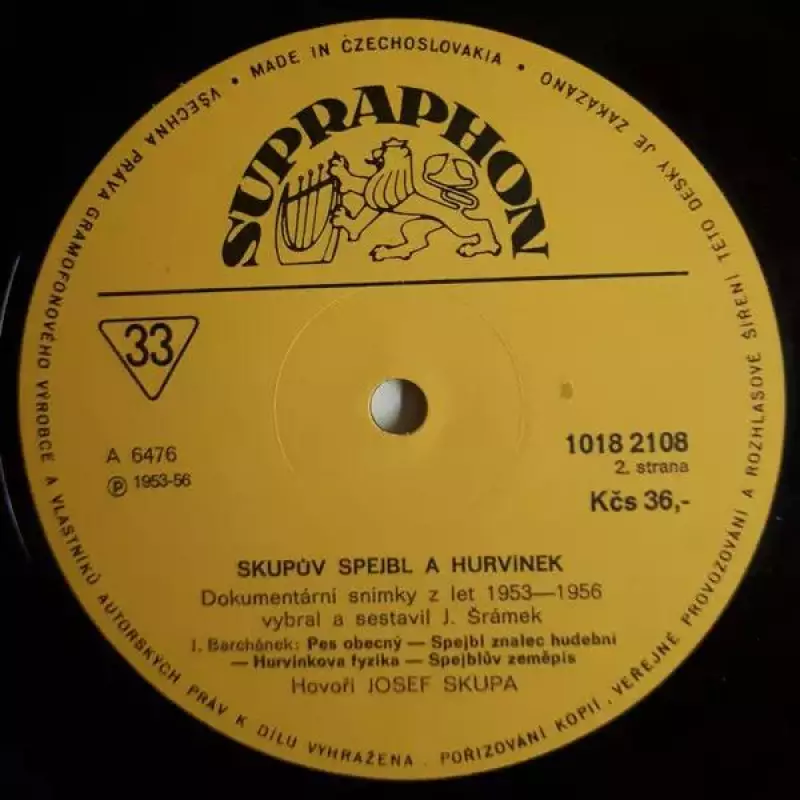 VŠECHNA PRÁVA GRAMOFONOVÉHO VÝROBCE A VLASTNÍKŮ AUTORSKÝCH PRÁV K DÍLU VYHRAŽENA. POŘIZOVÁNÍ KOPIÍ, VEŘEJNÉ PROVOZOVÁNÍ A ROZHLASOVÉ ŠÍŘENÍ TÉTO DESKY JE ZAKÁZÁNO • MADE IN CZECHOSLOVAKIA •
SUPRAPHON
33
A 6476
Ⓟ 1953-56
1018 2108
2. strana
Kčs 36,-
SKUPŮV SPEJBL A HURVÍNEK
Dokumentární snímky z let 1953—1956
vybral a sestavil J. Šrámek
I. Barchánek: Pes obecný — Spejbl znalec hudební
— Hurvínkova fyzika — Spejblův zeměpis
Hovoří JOSEF SKUPA